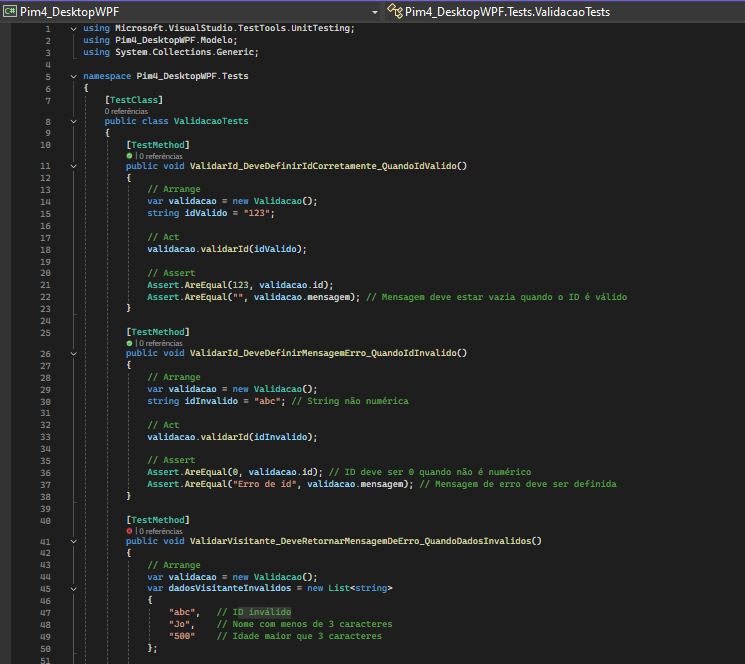 C# Pim4_DesktopWPF Pim4_DesktopWPF.Tests.ValidacaoTests
1 using Microsoft.VisualStudio.TestTools.UnitTesting;
2 using Pim4_DesktopWPF.Modelo;
3 using System.Collections.Generic;
4
5 namespace Pim4_DesktopWPF.Tests
6 {
7 [TestClass]
0 referências
8 public class ValidacaoTests
9 {
10 [TestMethod]
| 0 referências
11 public void ValidarId_DeveDefinirIdCorretamente_QuandoIdValido()
12 {
13 // Arrange
14 var validacao = new Validacao();
15 string idValido = "123";
16
17 // Act
18 validacao.validarId(idValido);
19
20 // Assert
21 Assert.AreEqual(123, validacao.id);
22 Assert.AreEqual("", validacao.mensagem); // Mensagem deve estar vazia quando o ID é válido
23 }
24
25 [TestMethod]
| 0 referências
26 public void ValidarId_DeveDefinirMensagemErro_QuandoIdInvalido()
27 {
28 // Arrange
29 var validacao = new Validacao();
30 string idInvalido = "abc"; // String não numérica
31
32 // Act
33 validacao.validarId(idInvalido);
34
35 // Assert
36 Assert.AreEqual(0, validacao.id); // ID deve ser 0 quando não é numérico
37 Assert.AreEqual("Erro de id", validacao.mensagem); // Mensagem de erro deve ser definida
38 }
39
40 [TestMethod]
| 0 referências
41 public void ValidarVisitante_DeveRetornarMensagemDeErro_QuandoDadosInvalidos()
42 {
43 // Arrange
44 var validacao = new Validacao();
45 var dadosVisitanteInvalidos = new List<string>
46 {
47 "abc", // ID inválido
48 "Jo", // Nome com menos de 3 caracteres
49 "500" // Idade maior que 3 caracteres
50 };
51